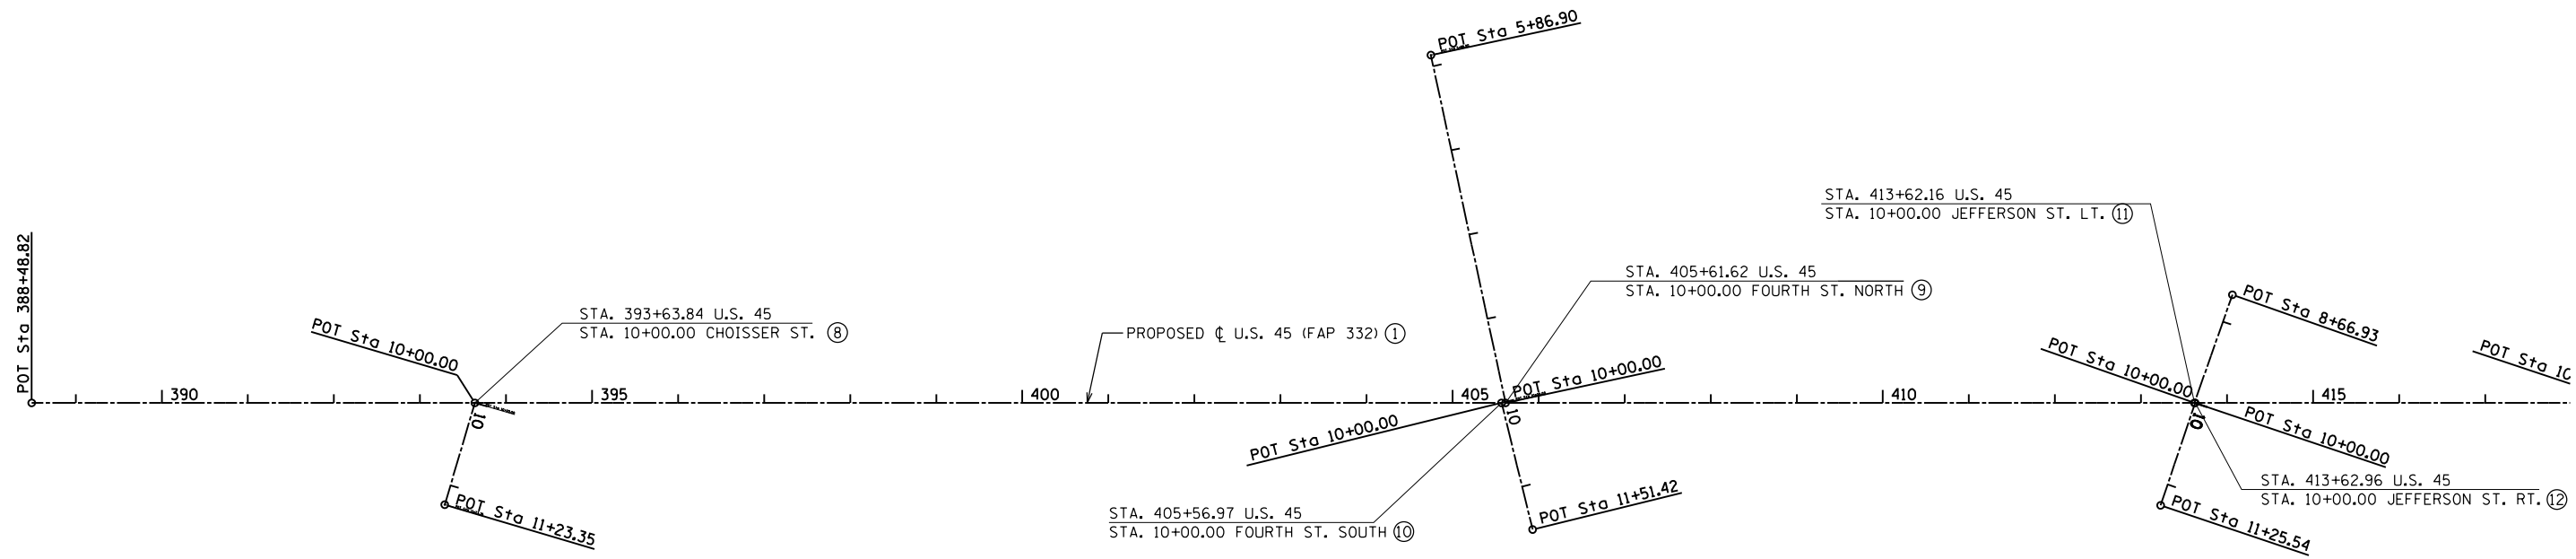 POT Sta 5+86.90
STA. 413+62.16 U.S. 45
STA. 10+00.00 JEFFERSON ST. LT. 11
POT Sta 388+48.82
STA. 405+61.62 U.S. 45
STA. 10+00.00 FOURTH ST. NORTH 9
POT Sta 8+66.93
STA. 393+63.84 U.S. 45
STA. 10+00.00 CHOISSER ST. 8
POT Sta 10+00.00
PROPOSED ℄ U.S. 45 (FAP 332) 1
POT Sta 10+00.00
POT Sta 10+00.00
POT Sta 10
390
395
400
405
410
415
10
10
10
POT Sta 10+00.00
POT Sta 10+00.00
POT Sta 11+23.35
STA. 405+56.97 U.S. 45
STA. 10+00.00 FOURTH ST. SOUTH 10
POT Sta 11+51.42
STA. 413+62.96 U.S. 45
STA. 10+00.00 JEFFERSON ST. RT. 12
POT Sta 11+25.54